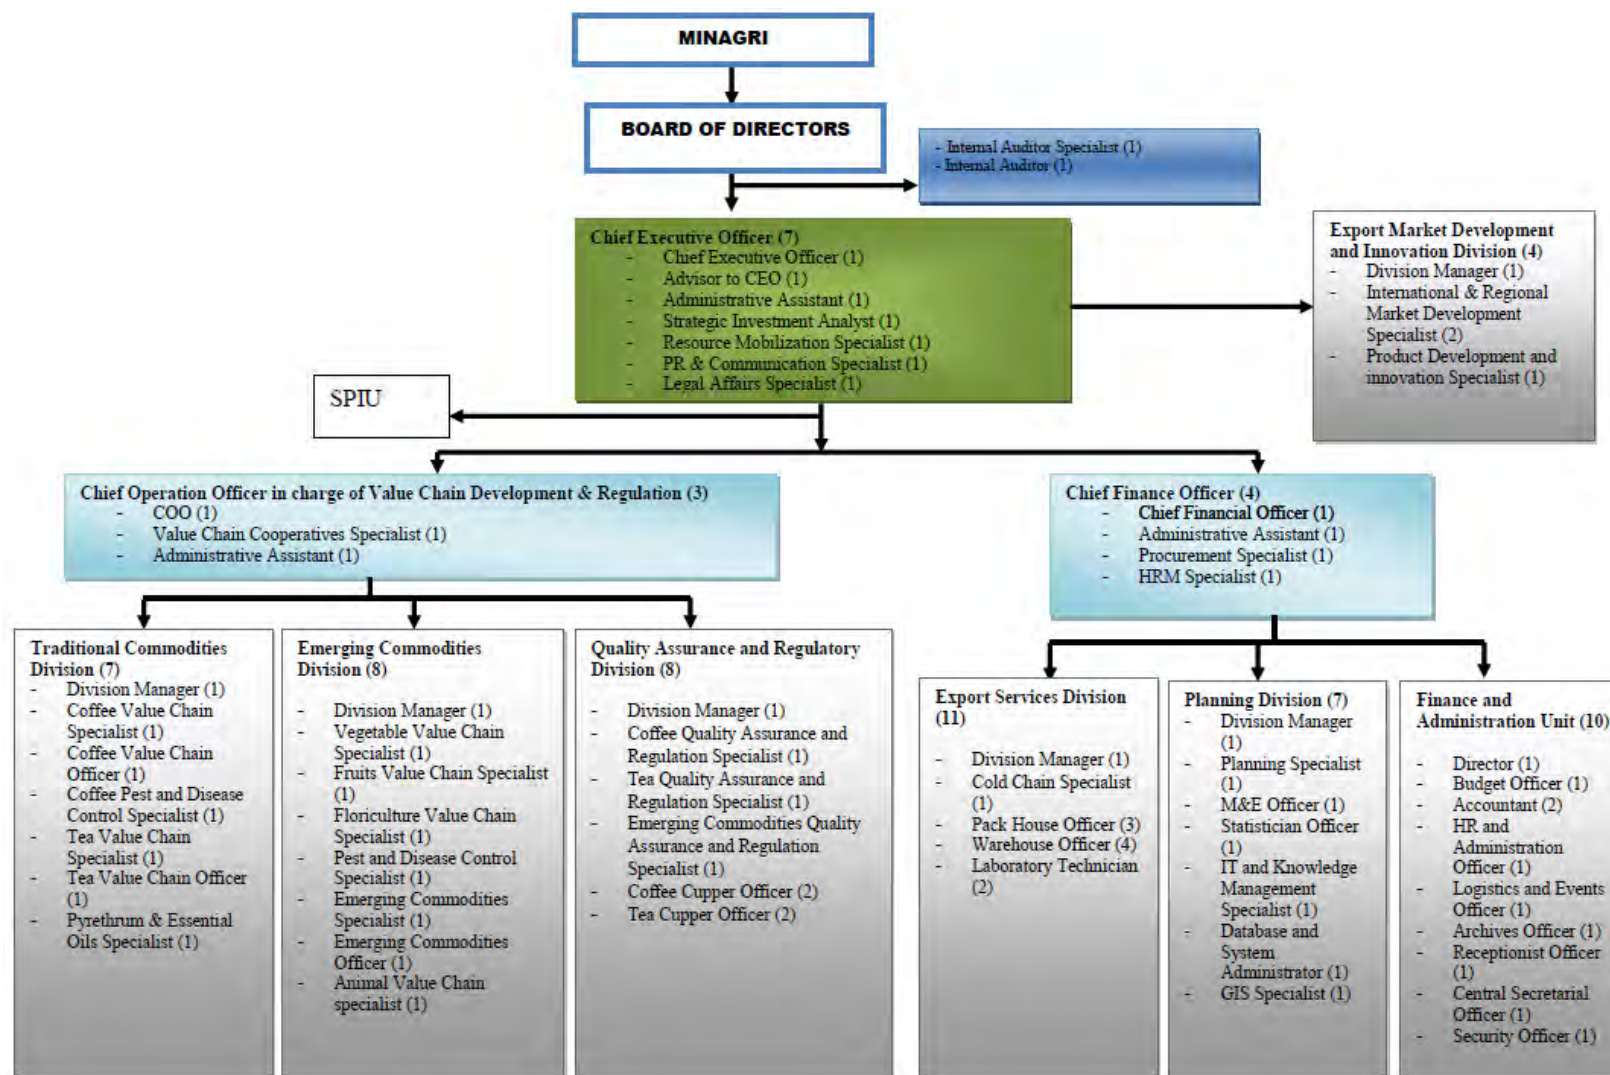 MINAGRI
BOARD OF DIRECTORS
- Internal Auditor Specialist (1)
- Internal Auditor (1)
Chief Executive Officer (7)
- Chief Executive Officer (1)
- Advisor to CEO (1)
- Administrative Assistant (1)
- Strategic Investment Analyst (1)
- Resource Mobilization Specialist (1)
- PR & Communication Specialist (1)
- Legal Affairs Specialist (1)
Export Market Development
and Innovation Division (4)
- Division Manager (1)
- International & Regional
Market Development
Specialist (2)
- Product Development and
innovation Specialist (1)
SPIU
Chief Operation Officer in charge of Value Chain Development & Regulation (3)
- COO (1)
- Value Chain Cooperatives Specialist (1)
- Administrative Assistant (1)
Chief Finance Officer (4)
- Chief Financial Officer (1)
- Administrative Assistant (1)
- Procurement Specialist (1)
- HRM Specialist (1)
Traditional Commodities
Division (7)
- Division Manager (1)
- Coffee Value Chain
Specialist (1)
- Coffee Value Chain
Officer (1)
- Coffee Pest and Disease
Control Specialist (1)
- Tea Value Chain
Specialist (1)
- Tea Value Chain Officer
(1)
- Pyrethrum & Essential
Oils Specialist (1)
Emerging Commodities
Division (8)
- Division Manager (1)
- Vegetable Value Chain
Specialist (1)
- Fruits Value Chain Specialist
(1)
- Floriculture Value Chain
Specialist (1)
- Pest and Disease Control
Specialist (1)
- Emerging Commodities
Specialist (1)
- Emerging Commodities
Officer (1)
- Animal Value Chain
specialist (1)
Quality Assurance and Regulatory
Division (8)
- Division Manager (1)
- Coffee Quality Assurance and
Regulation Specialist (1)
- Tea Quality Assurance and
Regulation Specialist (1)
- Emerging Commodities Quality
Assurance and Regulation
Specialist (1)
- Coffee Cupper Officer (2)
- Tea Cupper Officer (2)
Export Services Division
(11)
- Division Manager (1)
- Cold Chain Specialist
(1)
- Pack House Officer (3)
- Warehouse Officer (4)
- Laboratory Technician
(2)
Planning Division (7)
- Division Manager
(1)
- Planning Specialist
(1)
- M&E Officer (1)
- Statistician Officer
(1)
- IT and Knowledge
Management
Specialist (1)
- Database and
System
Administrator (1)
- GIS Specialist (1)
Finance and
Administration Unit (10)
- Director (1)
- Budget Officer (1)
- Accountant (2)
- HR and
Administration
Officer (1)
- Logistics and Events
Officer (1)
- Archives Officer (1)
- Receptionist Officer
(1)
- Central Secretarial
Officer (1)
- Security Officer (1)